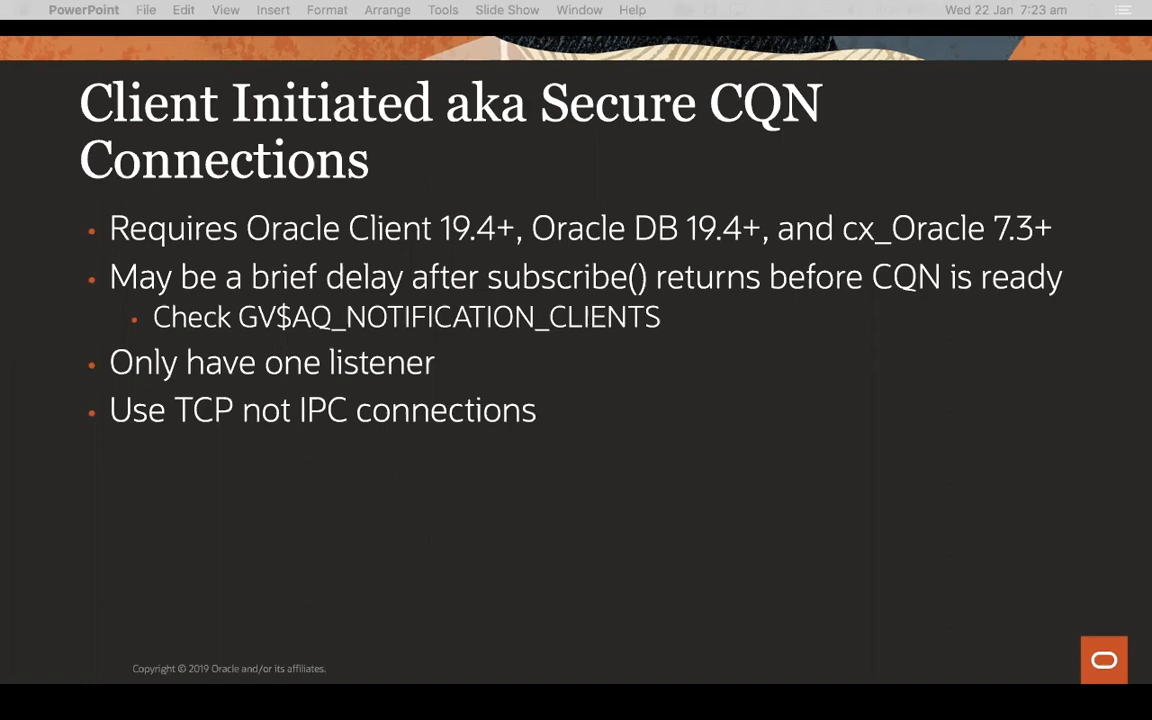 PowerPoint File Edit View Insert Format Arrange Tools Slide Show Window Help Wed 22 Jan 7:23 am
Client Initiated aka Secure CQN
Connections
• Requires Oracle Client 19.4+, Oracle DB 19.4+, and cx_Oracle 7.3+
• May be a brief delay after subscribe() returns before CQN is ready
• Check GV$AQ_NOTIFICATION_CLIENTS
• Only have one listener
• Use TCP not IPC connections
Copyright © 2019 Oracle and/or its affiliates.